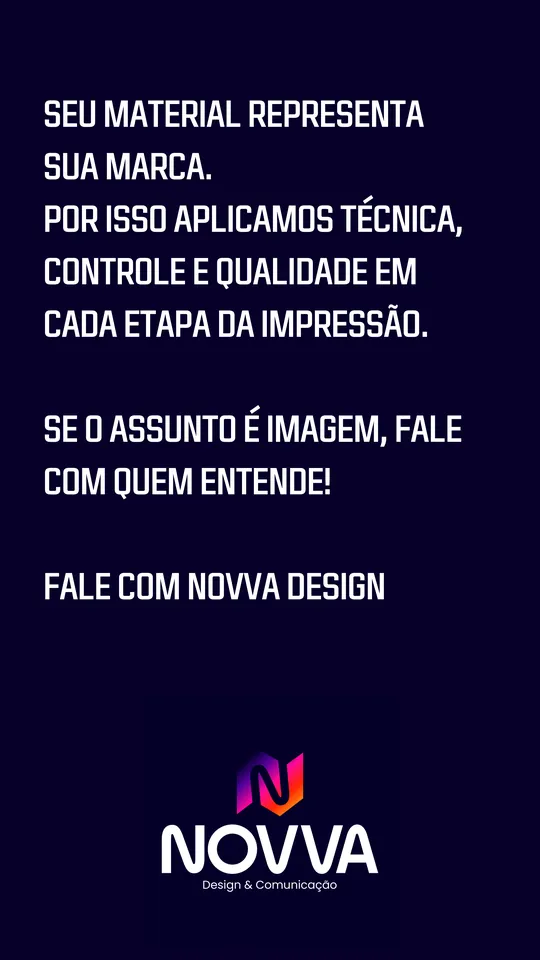 SEU MATERIAL REPRESENTA
SUA MARCA.
POR ISSO APLICAMOS TÉCNICA,
CONTROLE E QUALIDADE EM
CADA ETAPA DA IMPRESSÃO.
SE O ASSUNTO É IMAGEM, FALE
COM QUEM ENTENDE!
FALE COM NOVVA DESIGN
NOVVA
Design & Comunicação